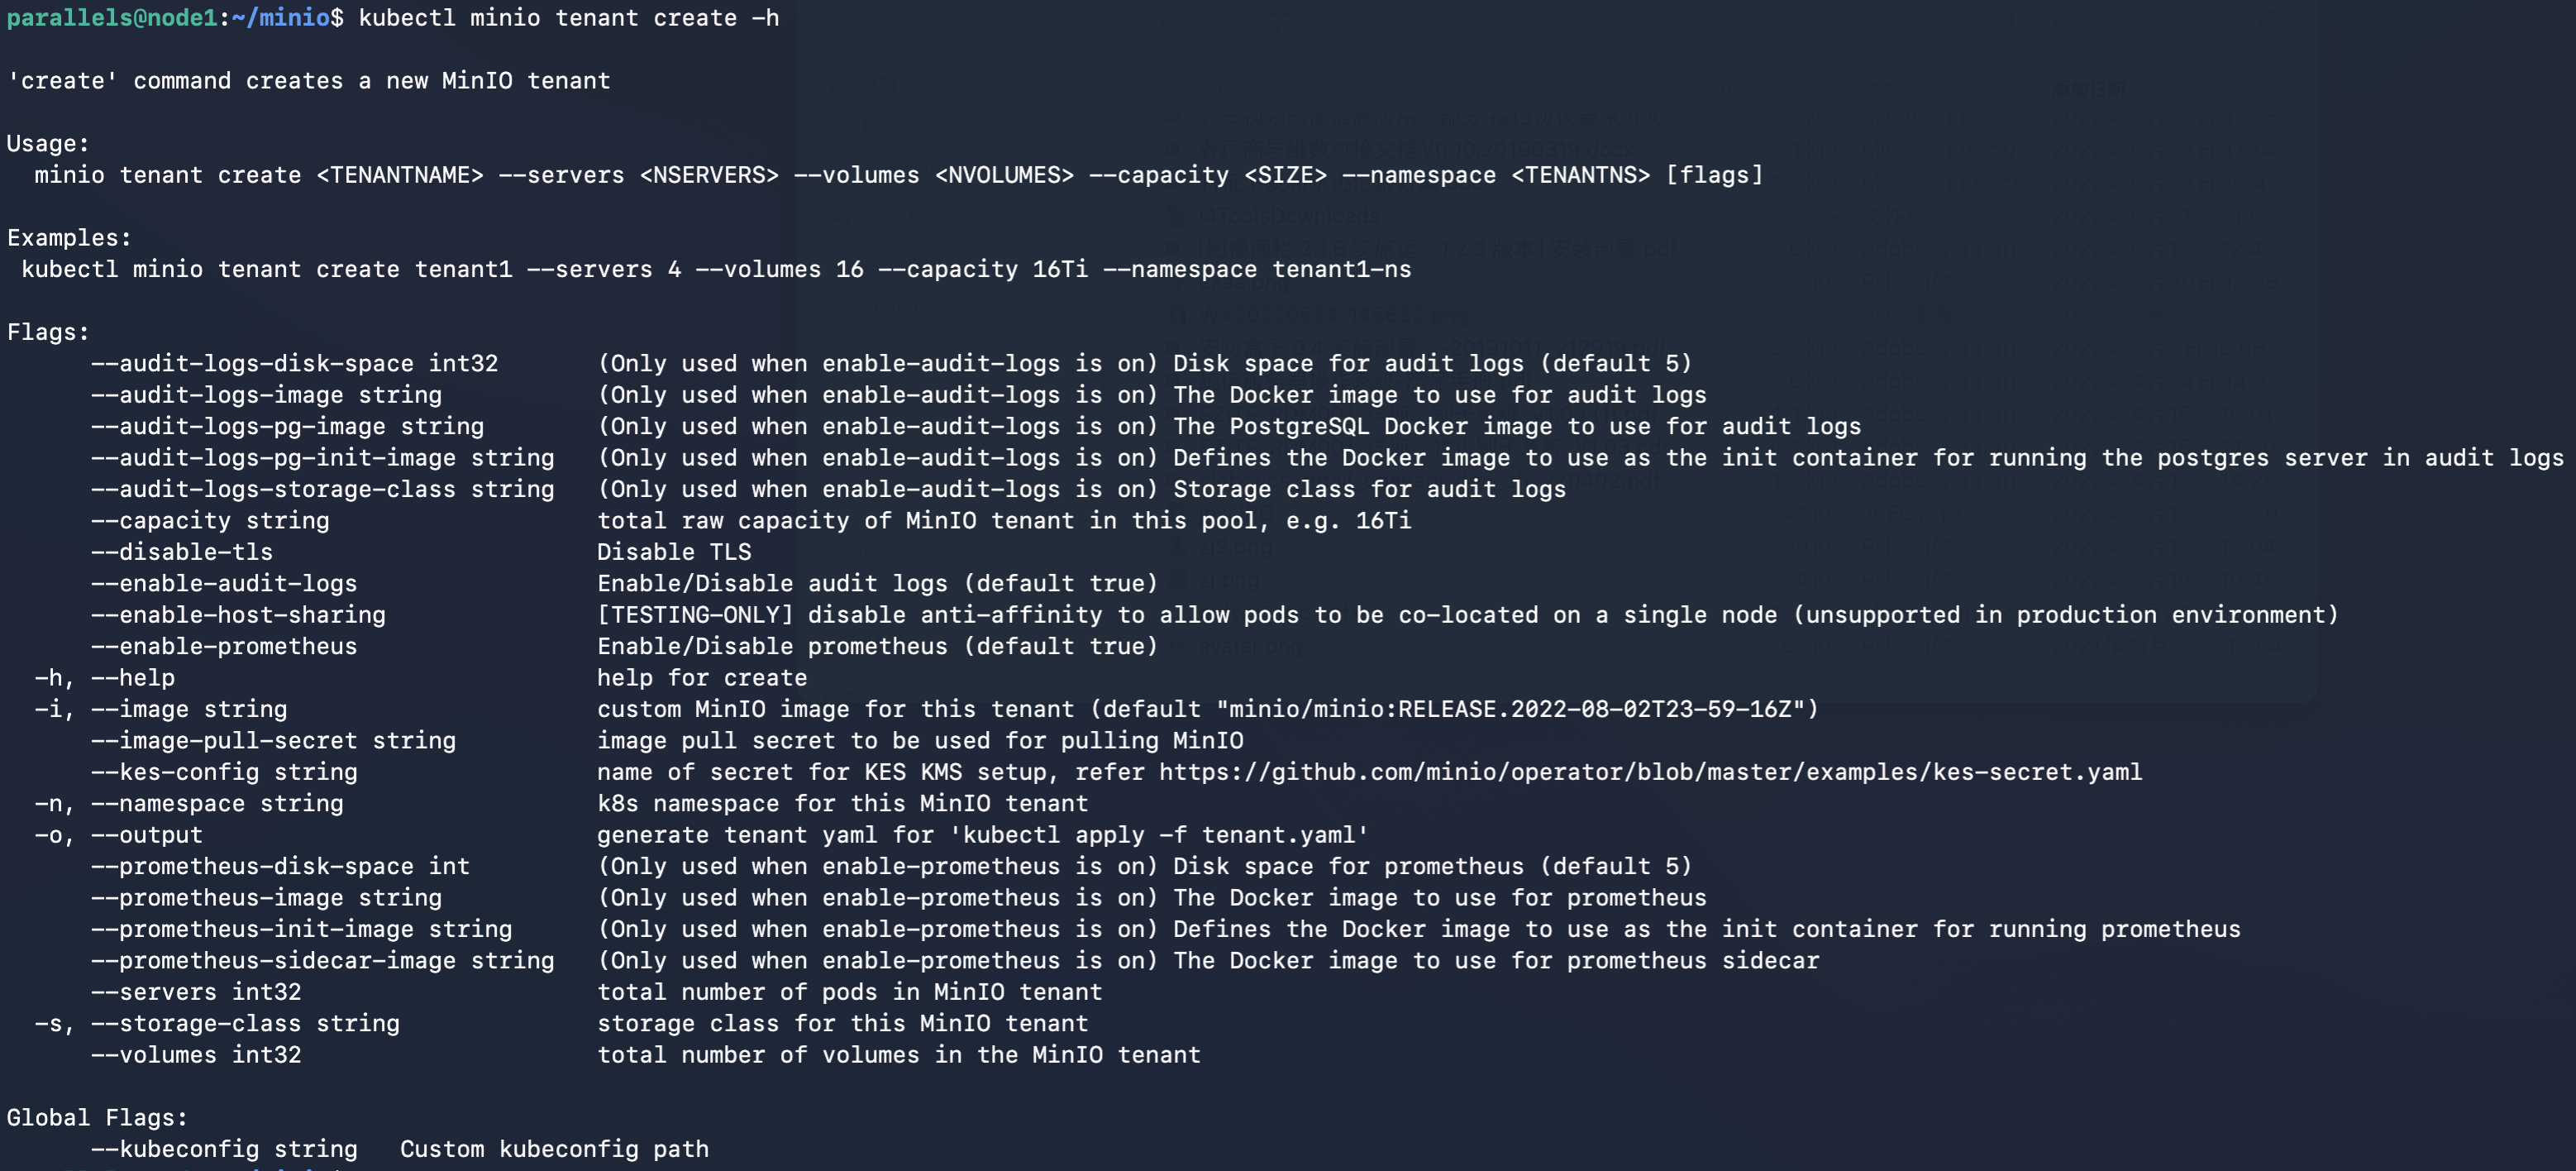 parallels@node1:~/minio$ kubectl minio tenant create -h
'create' command creates a new MinIO tenant
Usage:
  minio tenant create <TENANTNAME> --servers <NSERVERS> --volumes <NVOLUMES> --capacity <SIZE> --namespace <TENANTNS> [flags]
Examples:
 kubectl minio tenant create tenant1 --servers 4 --volumes 16 --capacity 16Ti --namespace tenant1-ns
Flags:
      --audit-logs-disk-space int32       (Only used when enable-audit-logs is on) Disk space for audit logs (default 5)
      --audit-logs-image string           (Only used when enable-audit-logs is on) The Docker image to use for audit logs
      --audit-logs-pg-image string        (Only used when enable-audit-logs is on) The PostgreSQL Docker image to use for audit logs
      --audit-logs-pg-init-image string   (Only used when enable-audit-logs is on) Defines the Docker image to use as the init container for running the postgres server in audit logs
      --audit-logs-storage-class string   (Only used when enable-audit-logs is on) Storage class for audit logs
      --capacity string                   total raw capacity of MinIO tenant in this pool, e.g. 16Ti
      --disable-tls                       Disable TLS
      --enable-audit-logs                 Enable/Disable audit logs (default true)
      --enable-host-sharing               [TESTING-ONLY] disable anti-affinity to allow pods to be co-located on a single node (unsupported in production environment)
      --enable-prometheus                 Enable/Disable prometheus (default true)
  -h, --help                              help for create
  -i, --image string                      custom MinIO image for this tenant (default "minio/minio:RELEASE.2022-08-02T23-59-16Z")
      --image-pull-secret string          image pull secret to be used for pulling MinIO
      --kes-config string                 name of secret for KES KMS setup, refer https://github.com/minio/operator/blob/master/examples/kes-secret.yaml
  -n, --namespace string                  k8s namespace for this MinIO tenant
  -o, --output                            generate tenant yaml for 'kubectl apply -f tenant.yaml'
      --prometheus-disk-space int         (Only used when enable-prometheus is on) Disk space for prometheus (default 5)
      --prometheus-image string           (Only used when enable-prometheus is on) The Docker image to use for prometheus
      --prometheus-init-image string      (Only used when enable-prometheus is on) Defines the Docker image to use as the init container for running prometheus
      --prometheus-sidecar-image string   (Only used when enable-prometheus is on) The Docker image to use for prometheus sidecar
      --servers int32                     total number of pods in MinIO tenant
  -s, --storage-class string              storage class for this MinIO tenant
      --volumes int32                     total number of volumes in the MinIO tenant
Global Flags:
      --kubeconfig string   Custom kubeconfig path